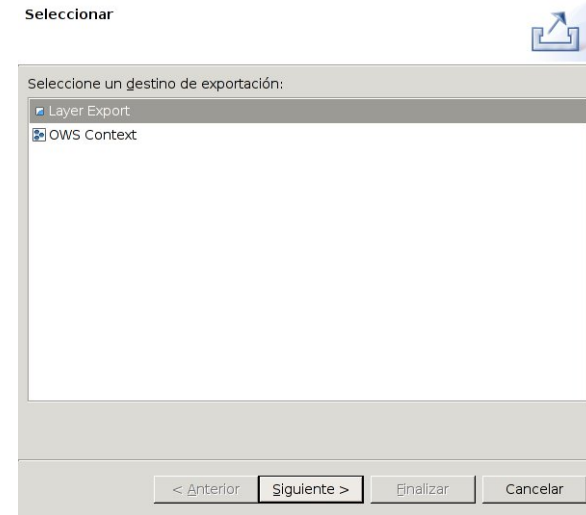 Seleccionar
Seleccione un destino de exportación:
Layer Export
OWS Context
< Anterior
Siguiente >
Finalizar
Cancelar